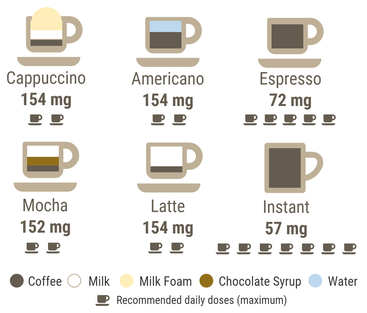 Cappuccino Americano Espresso
154 mg 154 mg 72 mg
Mocha Latte Instant
152 mg 154 mg 57 mg
Coffee Milk Milk Foam Chocolate Syrup Water
Recommended daily doses (maximum)